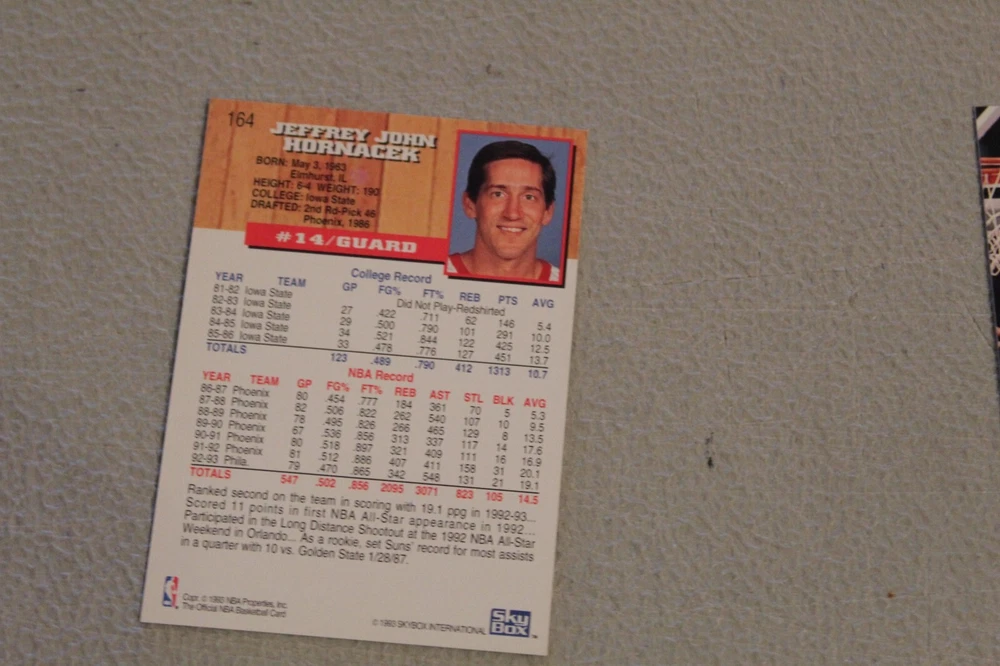 164
JEFFREY JOHN
HORNACEK
BORN: May 3, 1963
Elmhurst, IL
HEIGHT: 6-4 WEIGHT: 190
COLLEGE: Iowa State
DRAFTED: 2nd Rd-Pick 46
Phoenix, 1986
#14/GUARD
College Record
YEAR TEAM GP FG% FT% REB PTS AVG
81-82 Iowa State Did Not Play-Redshirted
82-83 Iowa State 27 .422 .711 62 146 5.4
83-84 Iowa State 29 .500 .790 101 291 10.0
84-85 Iowa State 34 .521 .844 122 425 12.5
85-86 Iowa State 33 .478 .776 127 451 13.7
TOTALS 123 .489 .790 412 1313 10.7
NBA Record
YEAR TEAM GP FG% FT% REB AST STL BLK AVG
86-87 Phoenix 80 .454 .777 184 361 70 5 5.3
87-88 Phoenix 82 .506 .822 262 540 107 10 9.5
88-89 Phoenix 78 .495 .826 266 465 129 8 13.5
89-90 Phoenix 67 .536 .856 313 337 117 14 17.6
90-91 Phoenix 80 .518 .897 321 409 111 16 16.9
91-92 Phoenix 81 .512 .886 407 411 158 31 20.1
92-93 Phila. 79 .470 .865 342 548 131 21 19.1
TOTALS 547 .502 .856 2095 3071 823 105 14.5
Ranked second on the team in scoring with 19.1 ppg in 1992-93...
Scored 11 points in first NBA All-Star appearance in 1992...
Participated in the Long Distance Shootout at the 1992 NBA All-Star
Weekend in Orlando... As a rookie, set Suns' record for most assists
in a quarter with 10 vs. Golden State 1/28/87.
Copr. © 1993 NBA Properties, Inc.
The Official NBA Basketball Card
© 1993 SKYBOX INTERNATIONAL
Sky
Box™